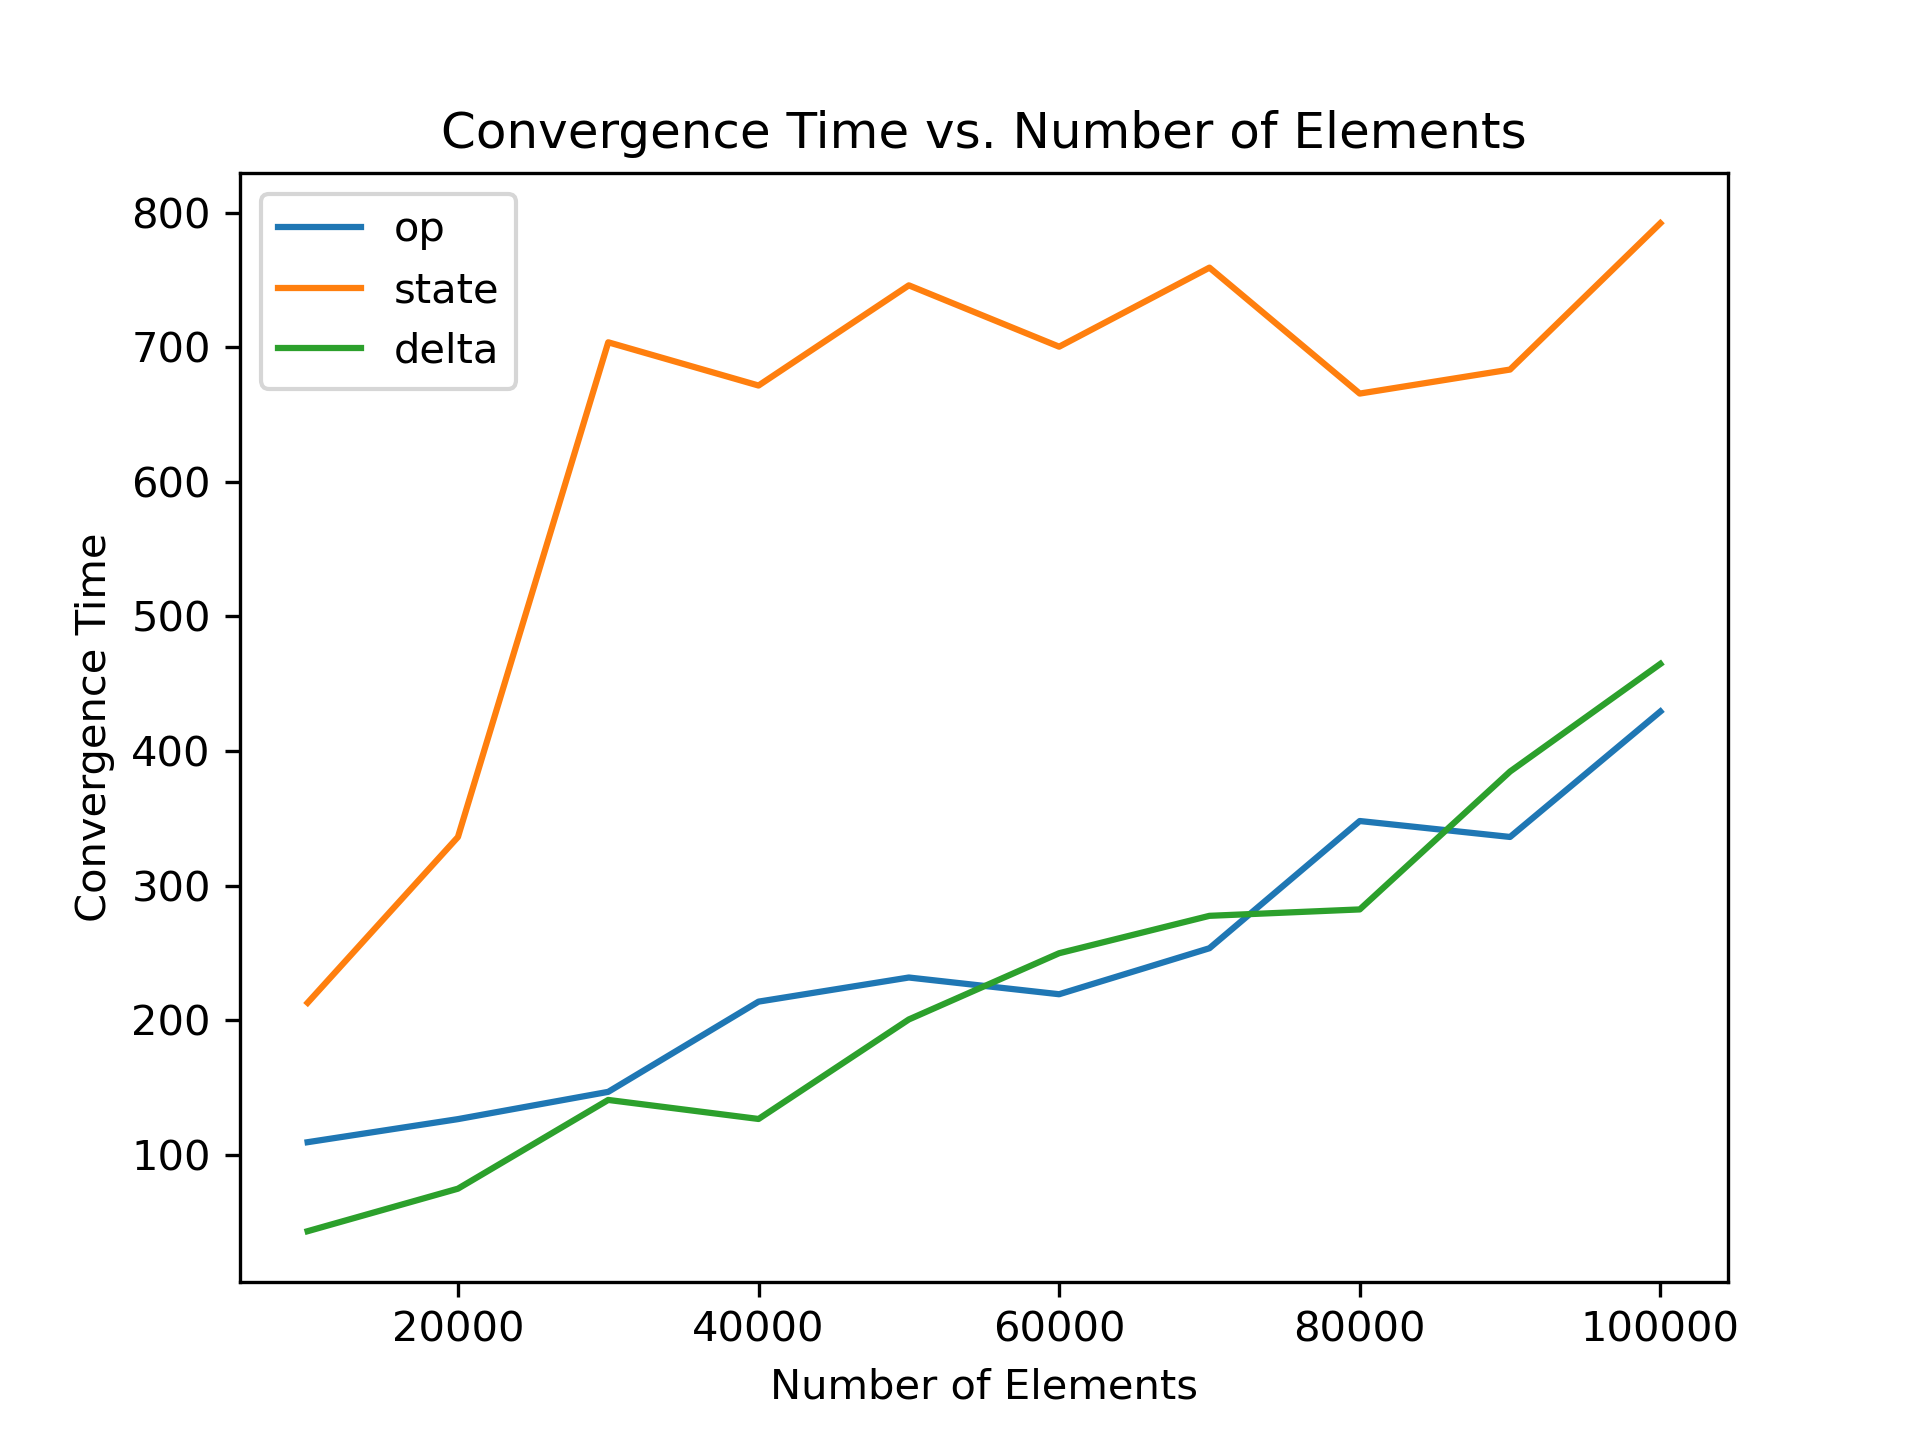 Convergence Time vs. Number of Elements
op
state
delta
800
700
600
500
400
300
200
100
Convergence Time
20000 40000 60000 80000 100000
Number of Elements